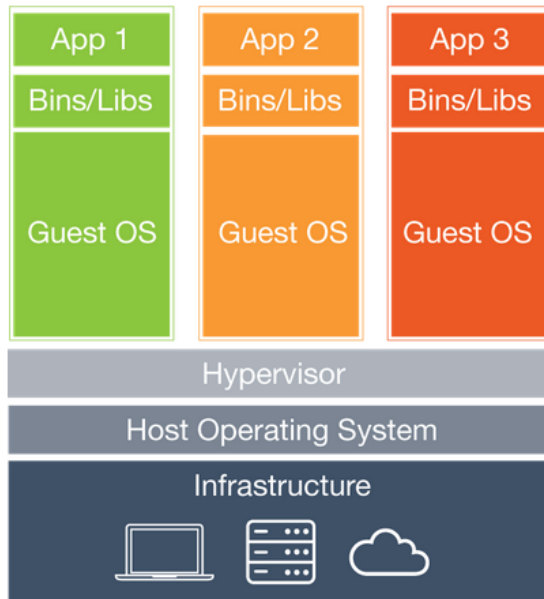 App 1
App 2
App 3
Bins/Libs
Bins/Libs
Bins/Libs
Guest OS
Guest OS
Guest OS
Hypervisor
Host Operating System
Infrastructure